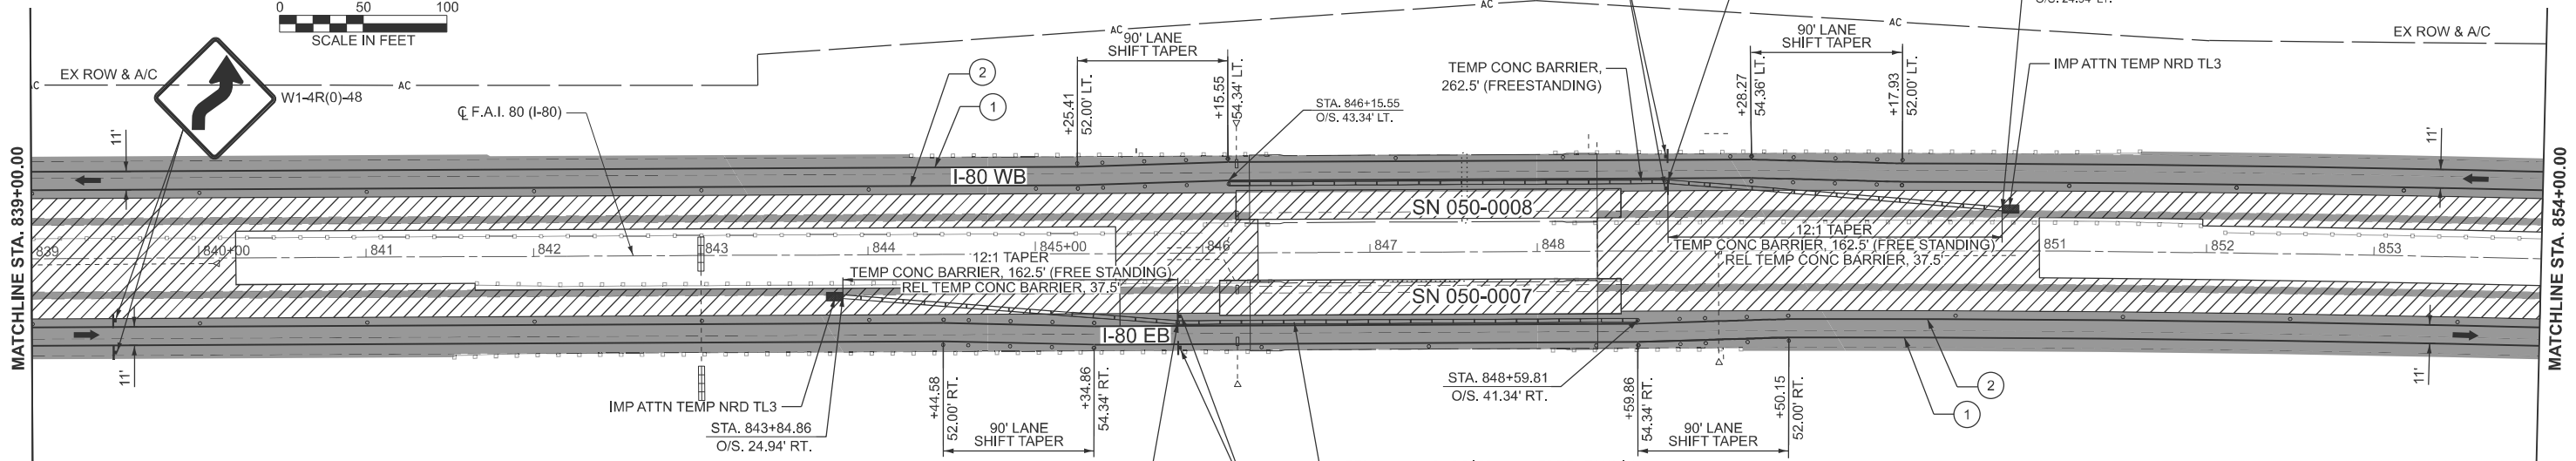 0 50 100
SCALE IN FEET
EX ROW & A/C
AC
AC
AC
AC
AC
AC
EX ROW & A/C
W1-4R(0)-48
℄ F.A.I. 80 (I-80)
2
1
90' LANE
SHIFT TAPER
+25.41
52.00' LT.
+15.55
54.34' LT.
STA. 846+15.55
O/S. 43.34' LT.
TEMP CONC BARRIER,
262.5' (FREESTANDING)
90' LANE
SHIFT TAPER
+28.27
54.36' LT.
+17.93
52.00' LT.
O/S. 24.94' LT.
IMP ATTN TEMP NRD TL3
11'
11'
MATCHLINE STA. 839+00.00
MATCHLINE STA. 854+00.00
I-80 WB
SN 050-0008
839 840+00 841 842 843 844 845+00 846 847 848 851 852 853
12:1 TAPER
TEMP CONC BARRIER, 162.5' (FREE STANDING)
REL TEMP CONC BARRIER, 37.5'
12:1 TAPER
TEMP CONC BARRIER, 162.5' (FREE STANDING)
REL TEMP CONC BARRIER, 37.5'
SN 050-0007
I-80 EB
11'
11'
IMP ATTN TEMP NRD TL3
STA. 843+84.86
O/S. 24.94' RT.
+44.58
52.00' RT.
+34.86
54.34' RT.
90' LANE
SHIFT TAPER
STA. 848+59.81
O/S. 41.34' RT.
+59.86
54.34' RT.
+50.15
52.00' RT.
90' LANE
SHIFT TAPER
2
1